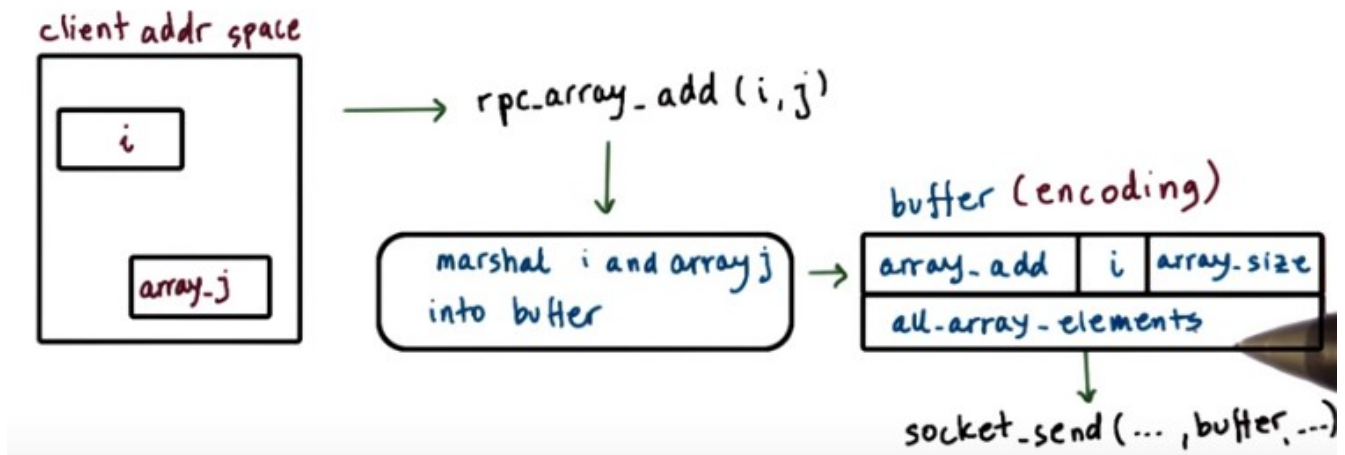 client addr space
i
array_j
rpc_array_add (i, j)
marshal i and array j
into buffer
buffer (encoding)
array_add i array_size
all_array_elements
socket_send (... , buffer, ...)